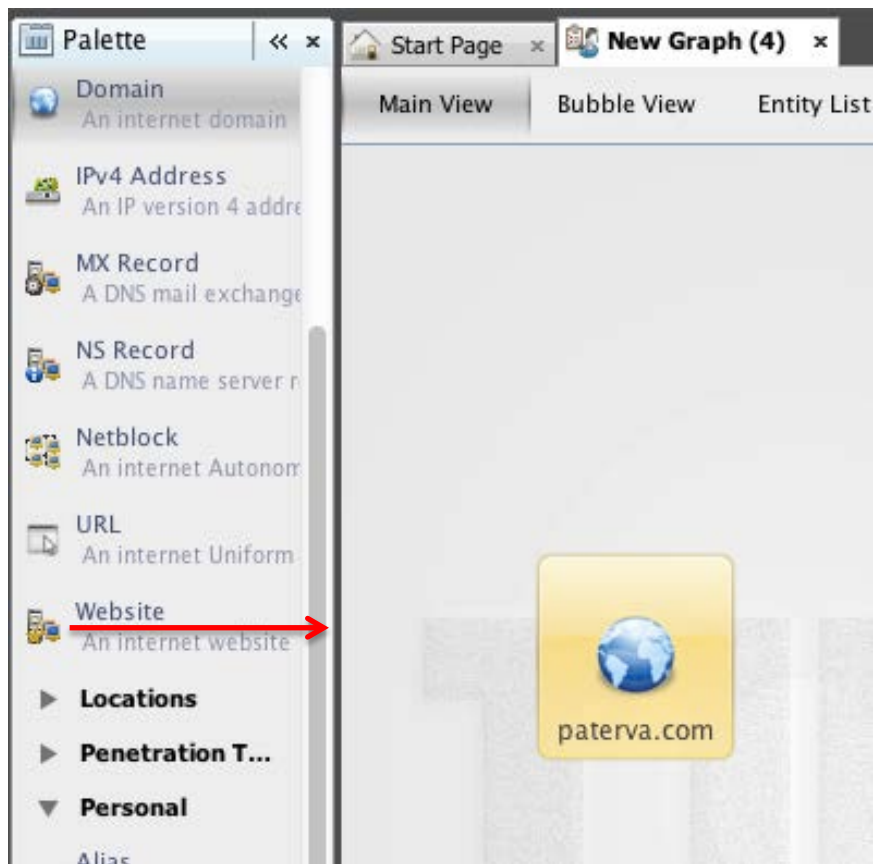 Palette
Start Page
New Graph (4)
Main View
Bubble View
Entity List
Domain
An internet domain
IPv4 Address
An IP version 4 addre
MX Record
A DNS mail exchange
NS Record
A DNS name server r
Netblock
An internet Autonom
URL
An internet Uniform
Website
An internet website
Locations
Penetration T...
Personal
Alias
paterva.com